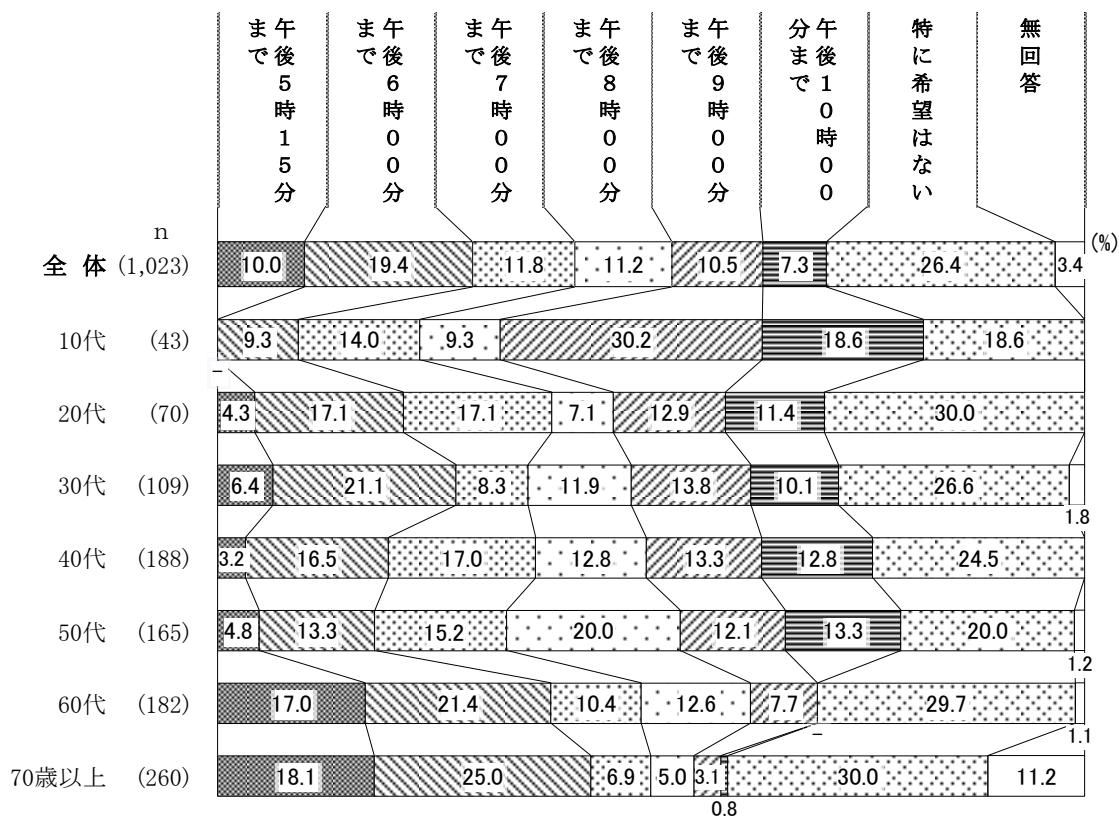 午後5時15分まで
午後6時00分まで
午後7時00分まで
午後8時00分まで
午後9時00分まで
午後10時00分まで
特に希望はない
無回答
n
(%)
全体 (1,023) 10.0 19.4 11.8 11.2 10.5 7.3 26.4 3.4
10代 (43) 9.3 14.0 9.3 30.2 18.6 18.6
-
20代 (70) 4.3 17.1 17.1 7.1 12.9 11.4 30.0
30代 (109) 6.4 21.1 8.3 11.9 13.8 10.1 26.6
1.8
40代 (188) 3.2 16.5 17.0 12.8 13.3 12.8 24.5
50代 (165) 4.8 13.3 15.2 20.0 12.1 13.3 20.0
1.2
60代 (182) 17.0 21.4 10.4 12.6 7.7 29.7
- 1.1
70歳以上 (260) 18.1 25.0 6.9 5.0 3.1 30.0 11.2
0.8